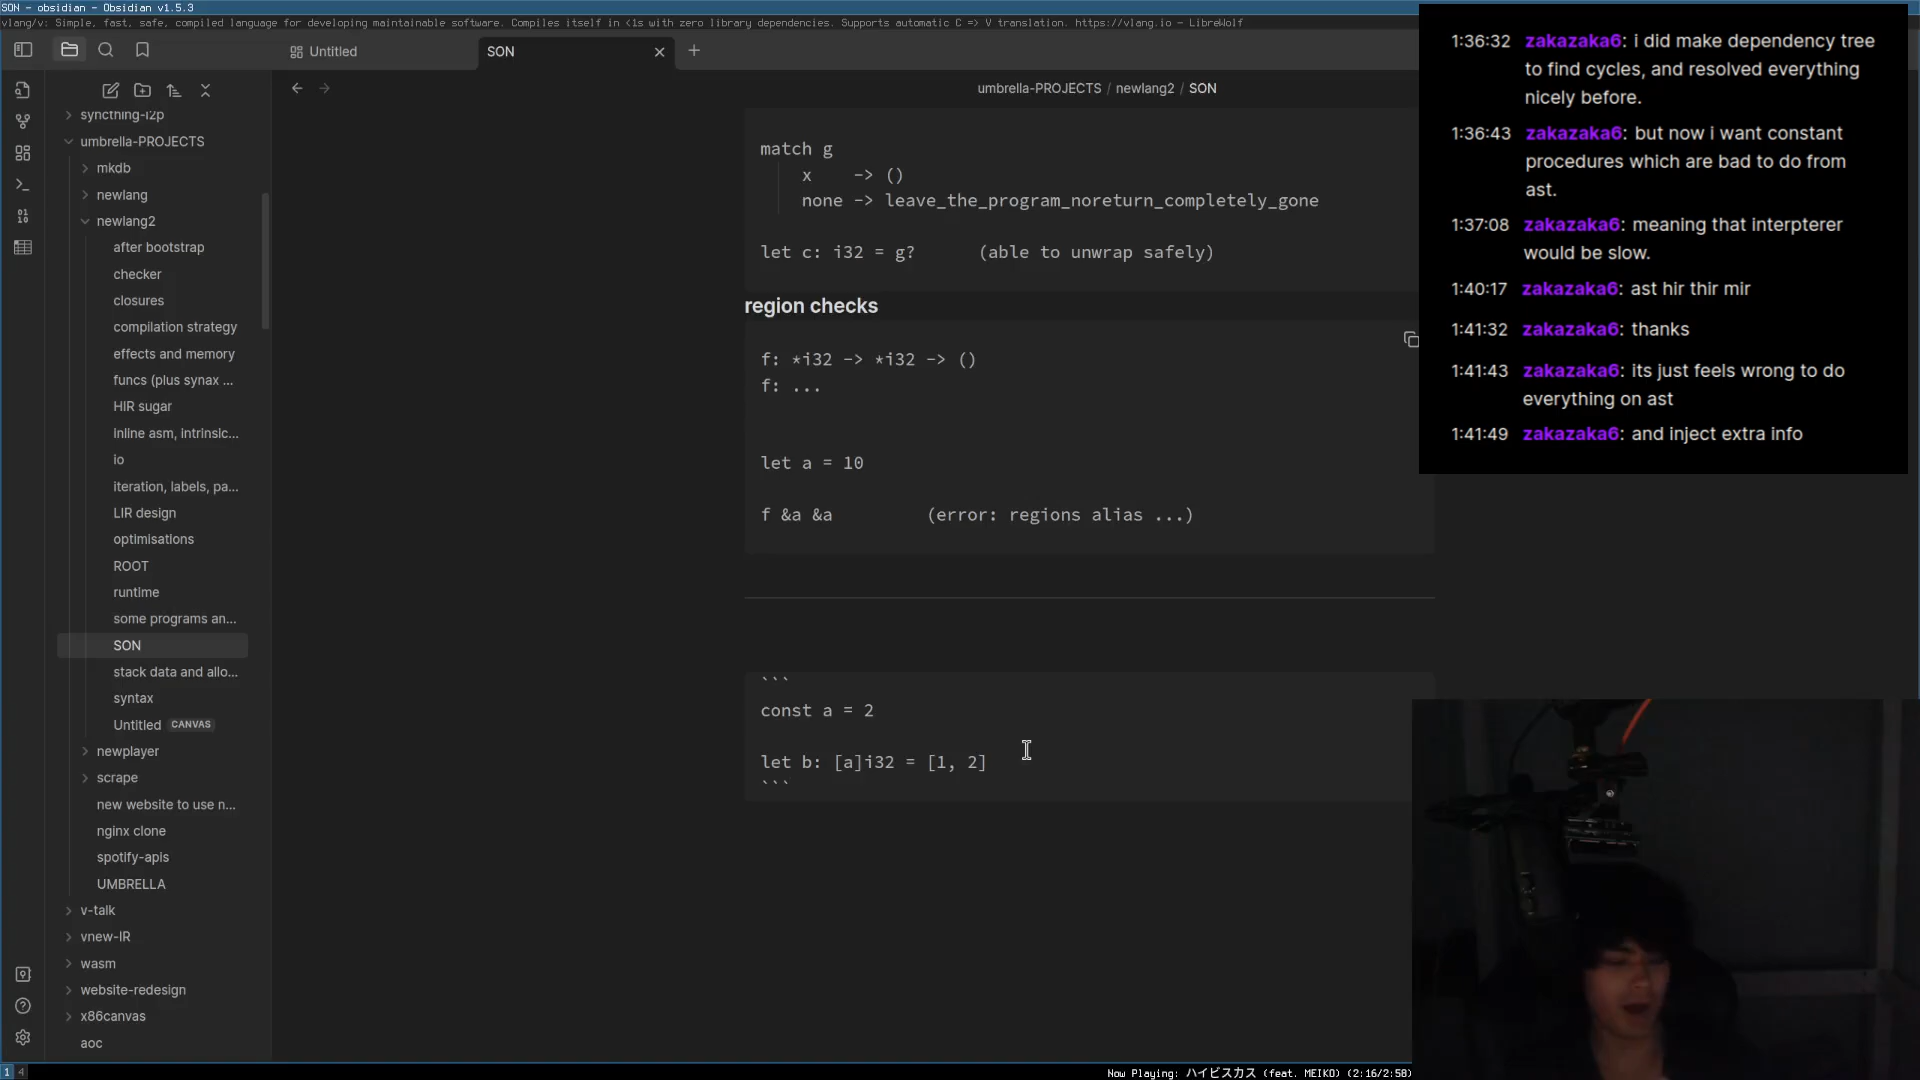 SON - obsidian - Obsidian v1.5.3
vlang/v: Simple, fast, safe, compiled language for developing maintainable software. Compiles itself in <1s with zero library dependencies. Supports automatic C => V translation. https://vlang.io - LibreWolf
Untitled
SON
umbrella-PROJECTS / newlang2 / SON
syncthing-i2p
umbrella-PROJECTS
mkdb
newlang
newlang2
after bootstrap
checker
closures
compilation strategy
effects and memory
funcs (plus synax ...
HIR sugar
inline asm, intrinsic...
io
iteration, labels, pa...
LIR design
optimisations
ROOT
runtime
some programs an...
SON
stack data and allo...
syntax
Untitled CANVAS
newplayer
scrape
new website to use n...
nginx clone
spotify-apis
UMBRELLA
v-talk
vnew-IR
wasm
website-redesign
x86canvas
aoc
match g
x -> ()
none -> leave_the_program_noreturn_completely_gone
let c: i32 = g? (able to unwrap safely)
region checks
f: *i32 -> *i32 -> ()
f: ...
let a = 10
f &a &a (error: regions alias ...)
```
const a = 2
let b: [a]i32 = [1, 2]
```
1:36:32 zakazaka6: i did make dependency tree
to find cycles, and resolved everything
nicely before.
1:36:43 zakazaka6: but now i want constant
procedures which are bad to do from
ast.
1:37:08 zakazaka6: meaning that interpterer
would be slow.
1:40:17 zakazaka6: ast hir thir mir
1:41:32 zakazaka6: thanks
1:41:43 zakazaka6: its just feels wrong to do
everything on ast
1:41:49 zakazaka6: and inject extra info
1 4
Now Playing: ハイビスカス (feat. MEIKO) (2:16/2:58)